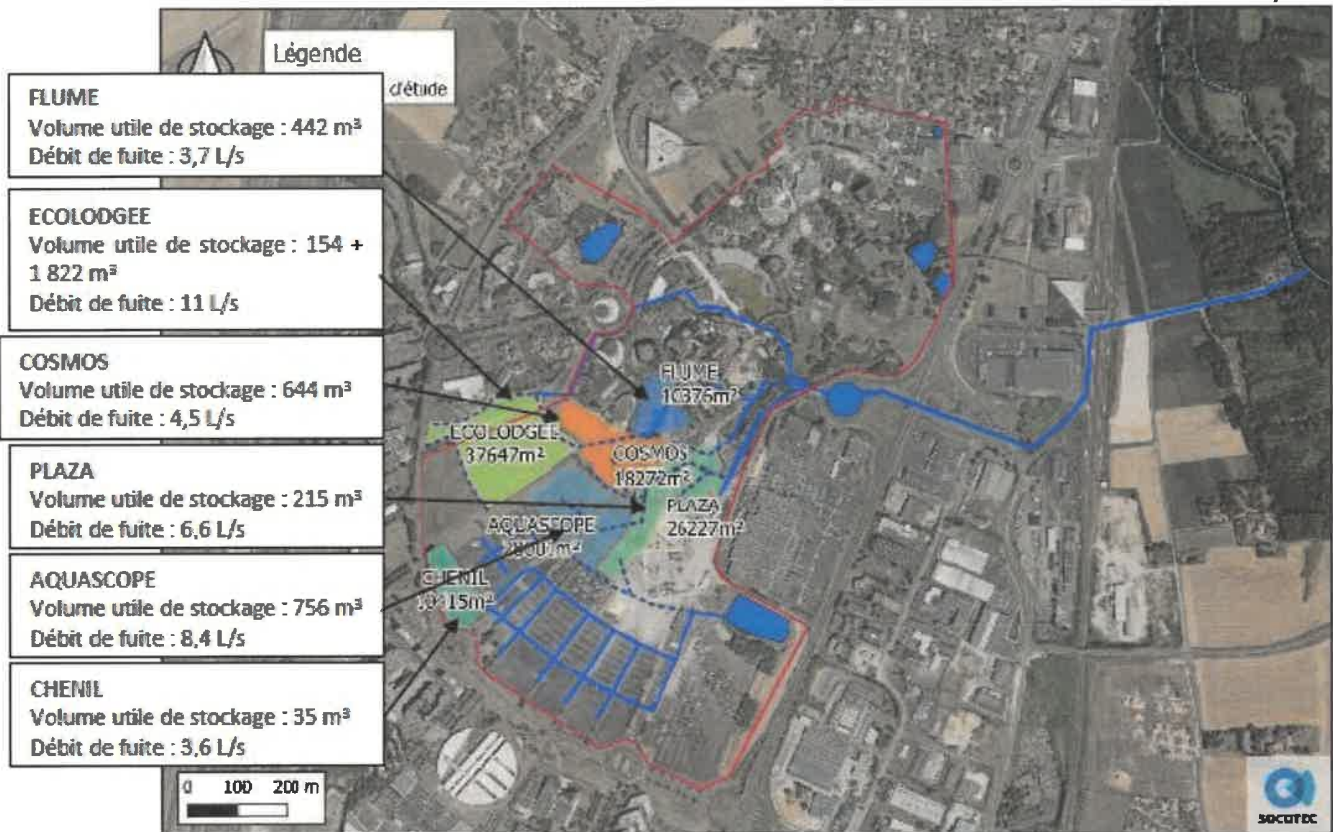 Légende
d'étude
FLUME
Volume utile de stockage : 442 m³
Débit de fuite : 3,7 L/s
ECOLODGEE
Volume utile de stockage : 154 +
1 822 m³
Débit de fuite : 11 L/s
COSMOS
Volume utile de stockage : 644 m³
Débit de fuite : 4,5 L/s
PLAZA
Volume utile de stockage : 215 m³
Débit de fuite : 6,6 L/s
AQUASCOPE
Volume utile de stockage : 756 m³
Débit de fuite : 8,4 L/s
CHENIL
Volume utile de stockage : 35 m³
Débit de fuite : 3,6 L/s
FLUME
10376m²
ECOLODGEE
37647m²
COSMOS
18272m²
PLAZA
26227m²
AQUASCOPE
CHENIL
0 100 200 m
SOCOTEC